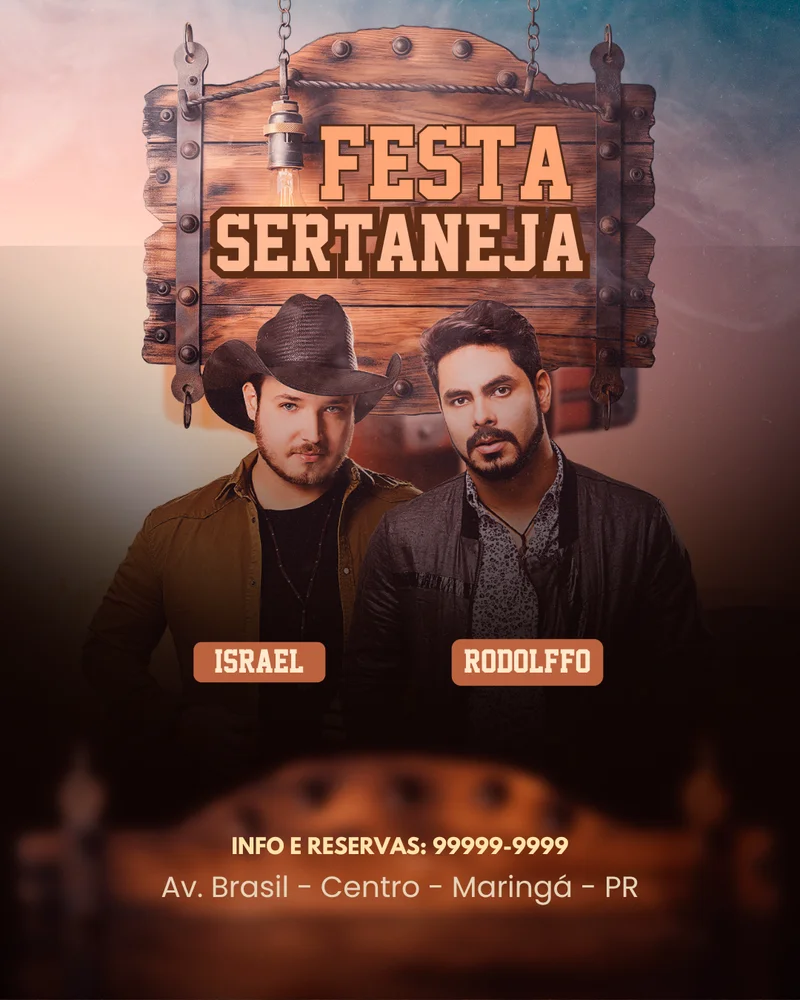 FESTA
SERTANEJA
ISRAEL
RODOLFFO
INFO E RESERVAS: 99999-9999
Av. Brasil - Centro - Maringá - PR